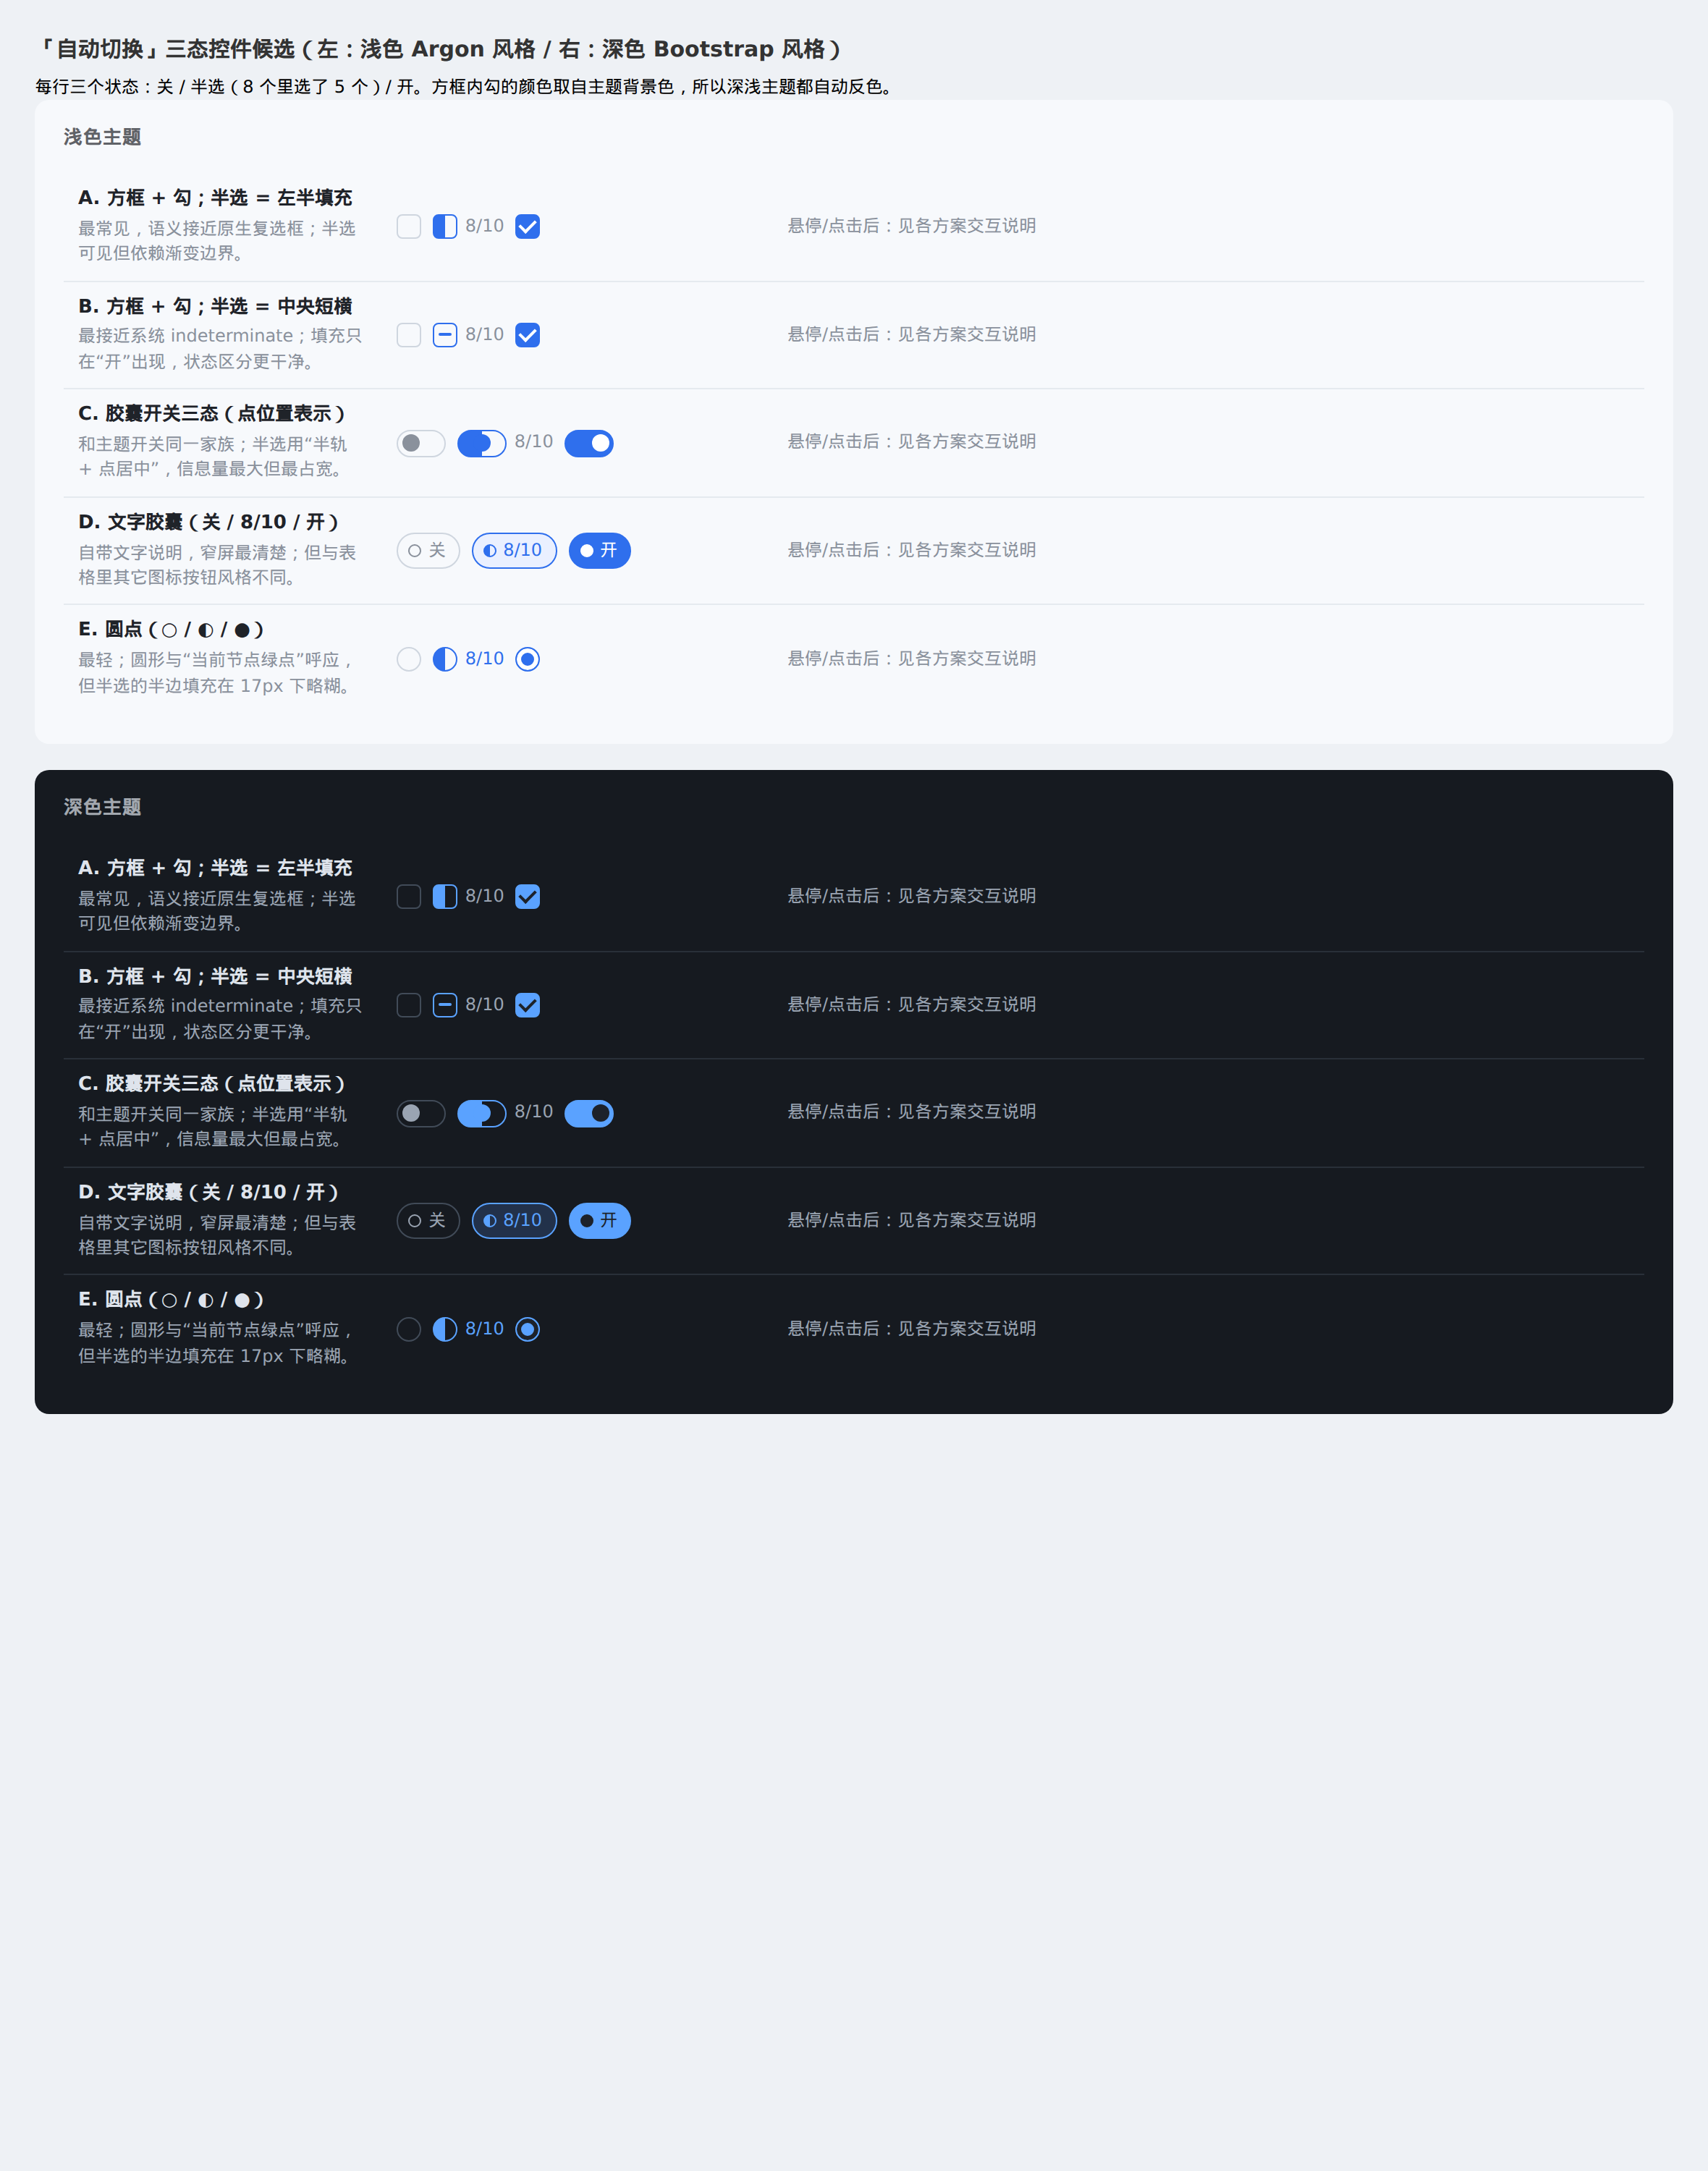 「自动切换」三态控件候选（左：浅色 Argon 风格 / 右：深色 Bootstrap 风格）
每行三个状态：关 / 半选（8 个里选了 5 个）/ 开。方框内勾的颜色取自主题背景色，所以深浅主题都自动反色。
浅色主题
A. 方框 + 勾；半选 = 左半填充
最常见，语义接近原生复选框；半选
可见但依赖渐变边界。
8/10
悬停/点击后：见各方案交互说明
B. 方框 + 勾；半选 = 中央短横
最接近系统 indeterminate；填充只
在“开”出现，状态区分更干净。
8/10
悬停/点击后：见各方案交互说明
C. 胶囊开关三态（点位置表示）
和主题开关同一家族；半选用“半轨
+ 点居中”，信息量最大但最占宽。
8/10
悬停/点击后：见各方案交互说明
D. 文字胶囊（关 / 8/10 / 开）
自带文字说明，窄屏最清楚；但与表
格里其它图标按钮风格不同。
关 8/10 开
悬停/点击后：见各方案交互说明
E. 圆点（○ / ◐ / ●）
最轻；圆形与“当前节点绿点”呼应，
但半选的半边填充在 17px 下略糊。
8/10
悬停/点击后：见各方案交互说明
深色主题
A. 方框 + 勾；半选 = 左半填充
最常见，语义接近原生复选框；半选
可见但依赖渐变边界。
8/10
悬停/点击后：见各方案交互说明
B. 方框 + 勾；半选 = 中央短横
最接近系统 indeterminate；填充只
在“开”出现，状态区分更干净。
8/10
悬停/点击后：见各方案交互说明
C. 胶囊开关三态（点位置表示）
和主题开关同一家族；半选用“半轨
+ 点居中”，信息量最大但最占宽。
8/10
悬停/点击后：见各方案交互说明
D. 文字胶囊（关 / 8/10 / 开）
自带文字说明，窄屏最清楚；但与表
格里其它图标按钮风格不同。
关 8/10 开
悬停/点击后：见各方案交互说明
E. 圆点（○ / ◐ / ●）
最轻；圆形与“当前节点绿点”呼应，
但半选的半边填充在 17px 下略糊。
8/10
悬停/点击后：见各方案交互说明